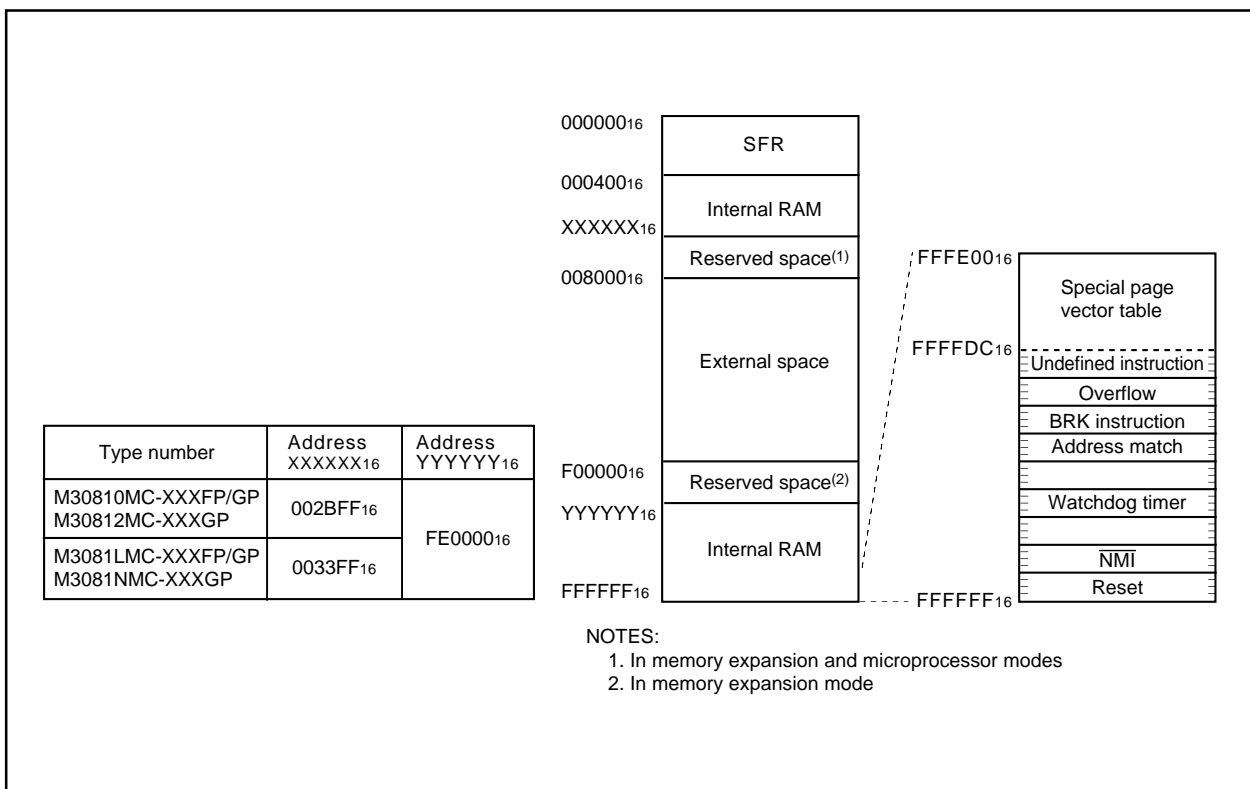 00000016
SFR
00040016
Internal RAM
XXXXXX16
Reserved space(1)
00800016
External space
F0000016
Reserved space(2)
YYYYYY16
Internal RAM
FFFFFF16
FFFE0016
Special page
vector table
FFFFDC16
Undefined instruction
Overflow
BRK instruction
Address match
Watchdog timer
NMI
Reset
FFFFFF16
Type number
Address
XXXXXX16
Address
YYYYYY16
M30810MC-XXXFP/GP
M30812MC-XXXGP
002BFF16
FE000016
M3081LMC-XXXFP/GP
M3081NMC-XXXGP
0033FF16
NOTES:
1. In memory expansion and microprocessor modes
2. In memory expansion mode